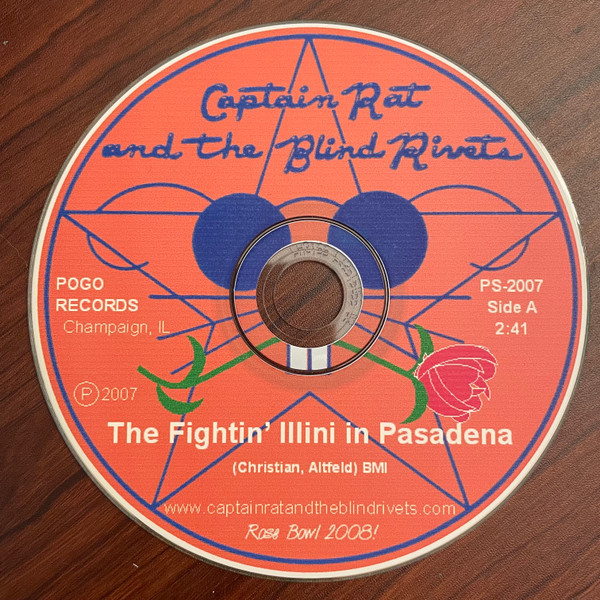 Captain Rat
and the Blind Rivets
POGO
RECORDS
Champaign, IL
PS-2007
Side A
2:41
Ⓟ 2007
The Fightin' Illini in Pasadena
(Christian, Altfeld) BMI
www.captainratandtheblindrivets.com
Rose Bowl 2008!